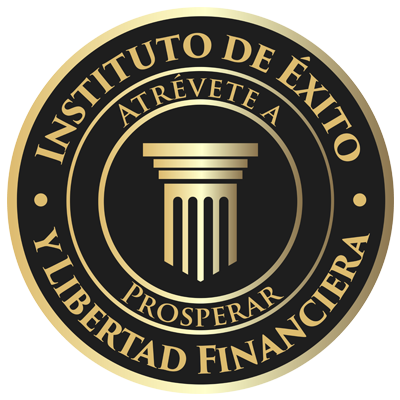 INSTITUTO DE ÉXITO
Y LIBERTAD FINANCIERA
ATRÉVETE A
PROSPERAR